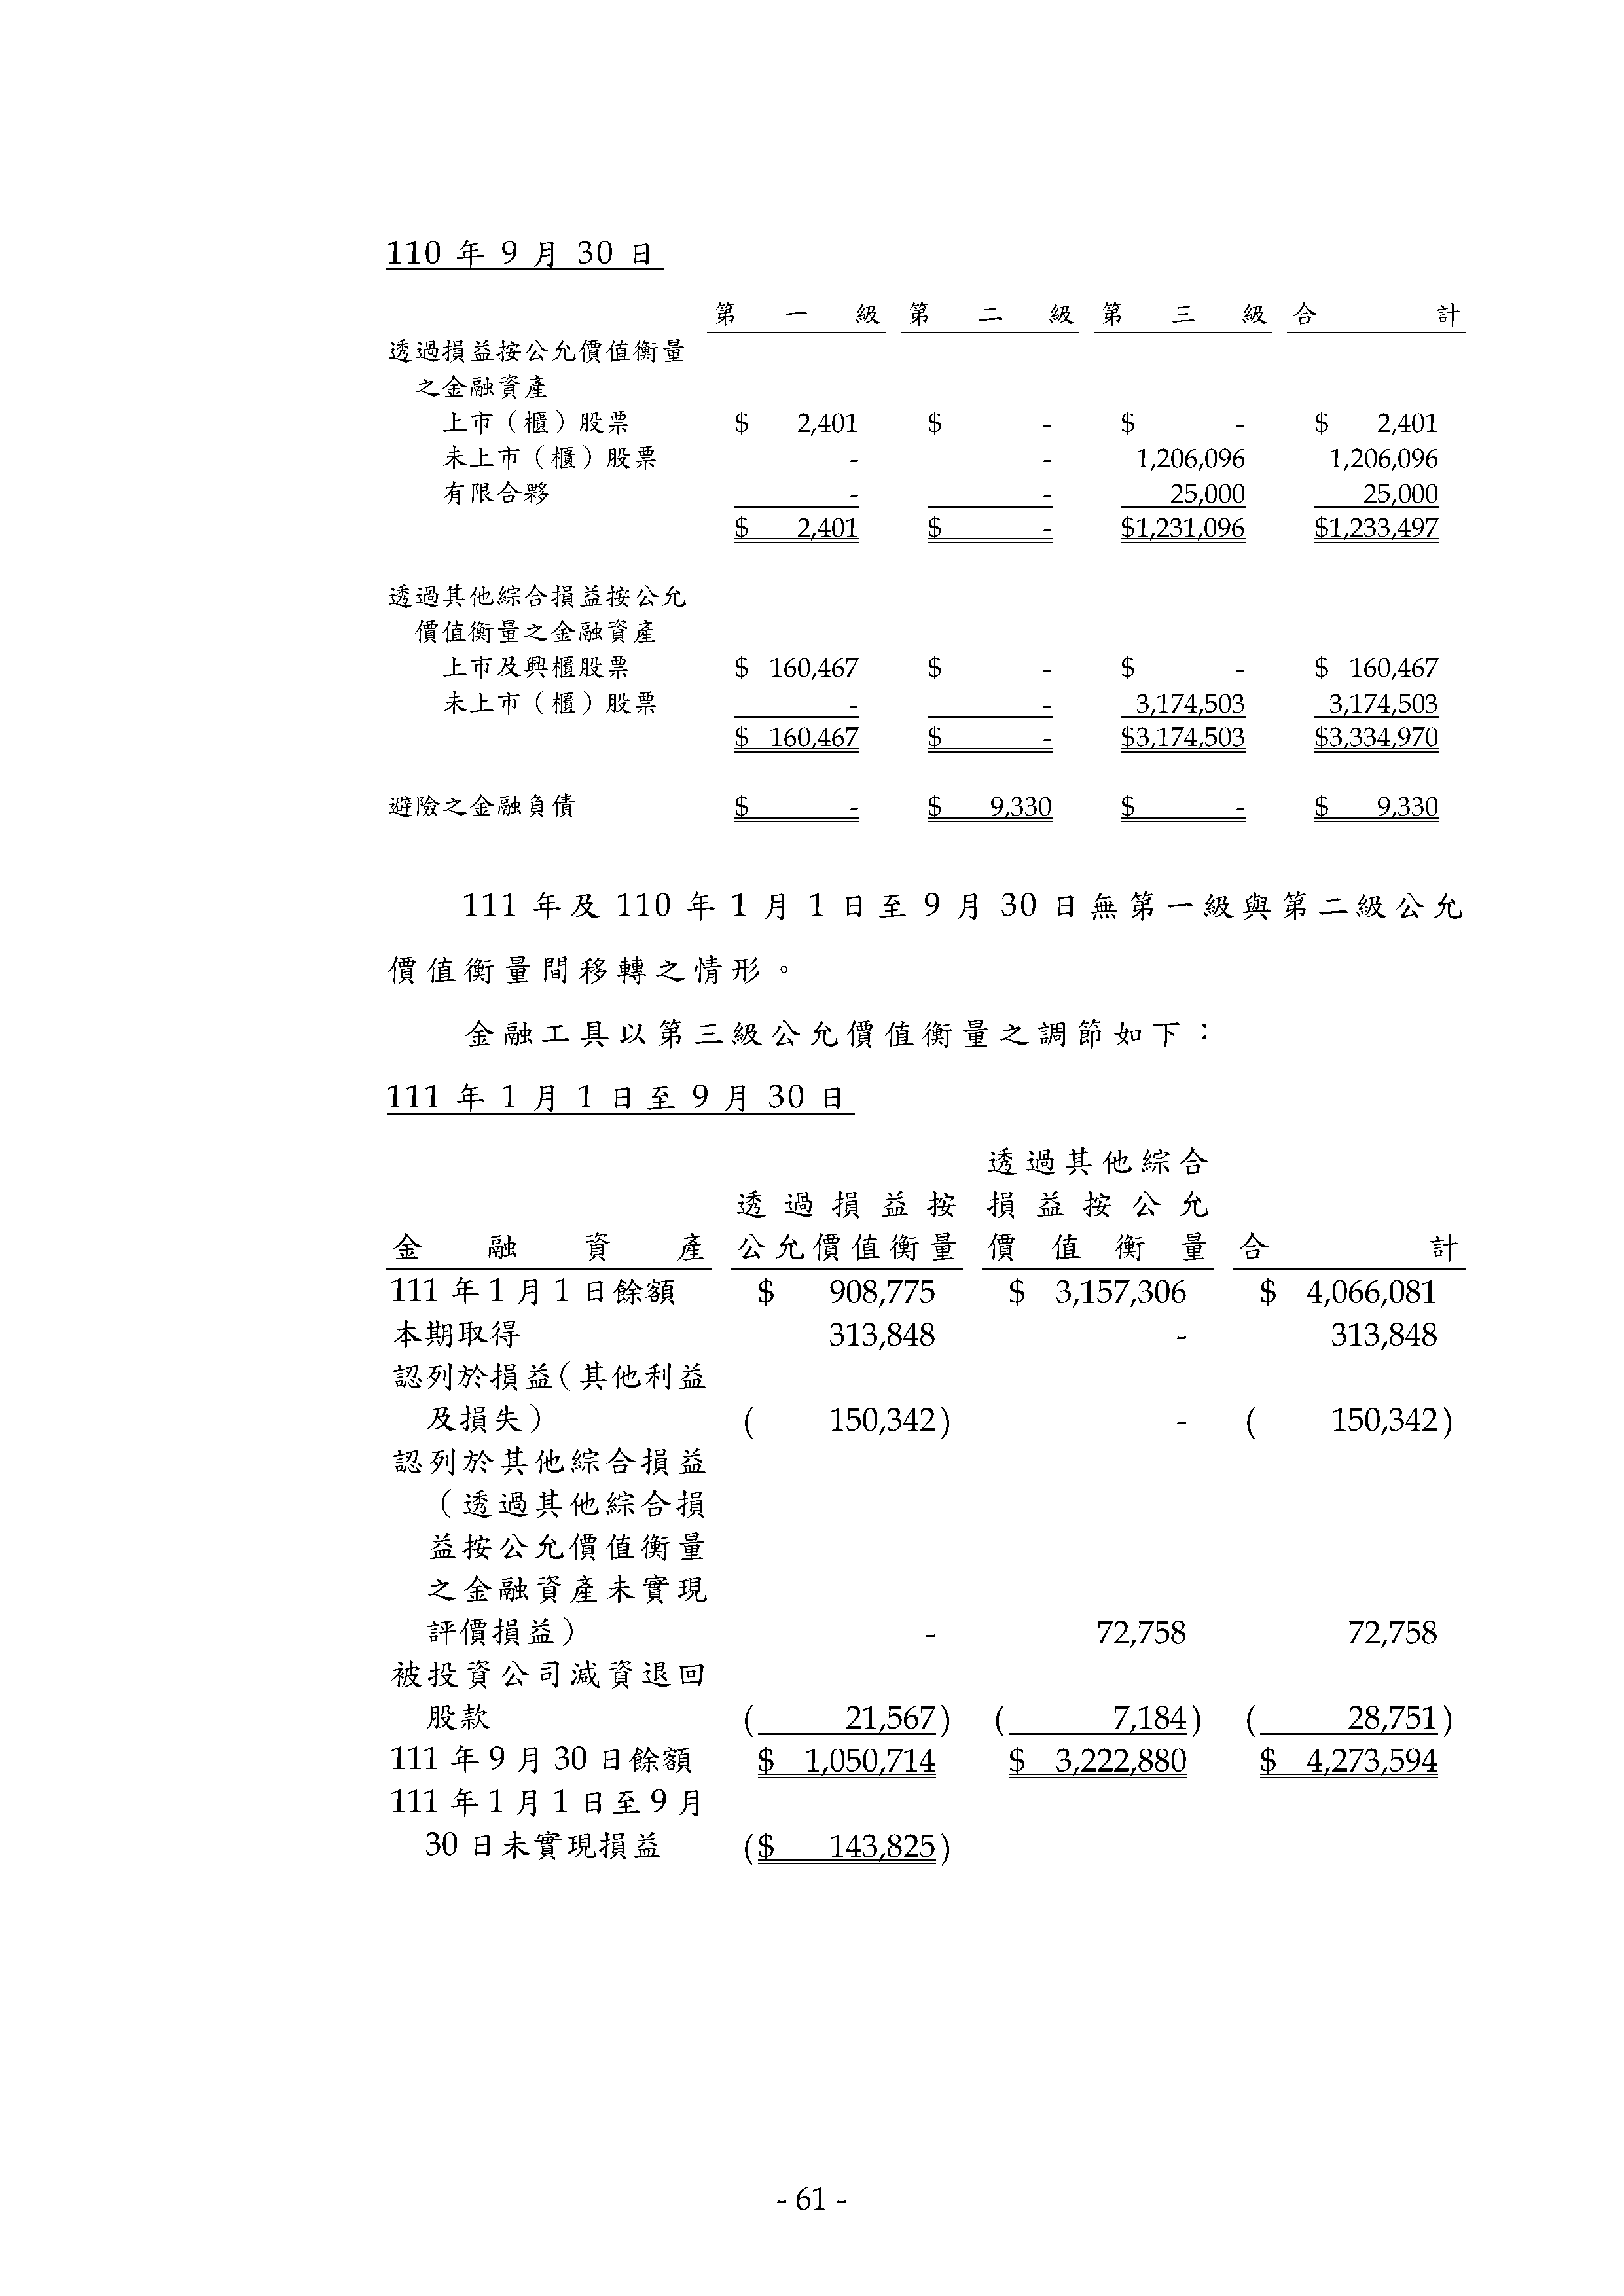 110 年 9 月 30 日
第一級 第二級 第三級 合計
透過損益按公允價值衡量
之金融資產
上市（櫃）股票 $ 2,401 $ - $ - $ 2,401
未上市（櫃）股票 - - 1,206,096 1,206,096
有限合夥 - - 25,000 25,000
$ 2,401 $ - $1,231,096 $1,233,497
透過其他綜合損益按公允
價值衡量之金融資產
上市及興櫃股票 $ 160,467 $ - $ - $ 160,467
未上市（櫃）股票 - - 3,174,503 3,174,503
$ 160,467 $ - $3,174,503 $3,334,970
避險之金融負債 $ - $ 9,330 $ - $ 9,330
111 年及 110 年 1 月 1 日至 9 月 30 日無第一級與第二級公允
價值衡量間移轉之情形。
金融工具以第三級公允價值衡量之調節如下：
111 年 1 月 1 日至 9 月 30 日
透過其他綜合
透過損益按 損益按公允
金融資產 公允價值衡量 價值衡量 合計
111 年 1 月 1 日餘額 $ 908,775 $ 3,157,306 $ 4,066,081
本期取得 313,848 - 313,848
認列於損益（其他利益
及損失） ( 150,342) - ( 150,342)
認列於其他綜合損益
（透過其他綜合損
益按公允價值衡量
之金融資產未實現
評價損益） - 72,758 72,758
被投資公司減資退回
股款 ( 21,567) ( 7,184) ( 28,751)
111 年 9 月 30 日餘額 $ 1,050,714 $ 3,222,880 $ 4,273,594
111 年 1 月 1 日至 9 月
30 日未實現損益 ($ 143,825)
- 61 -